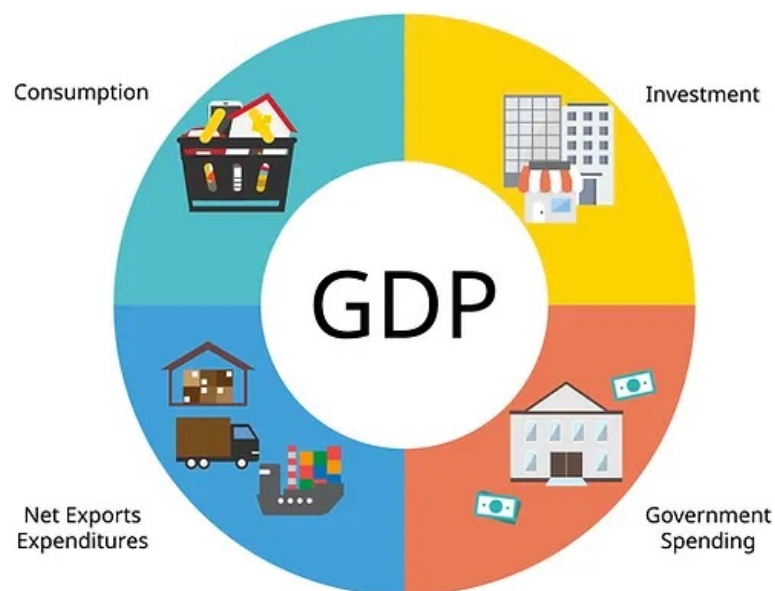 Consumption
Investment
GDP
Net Exports
Expenditures
Government
Spending